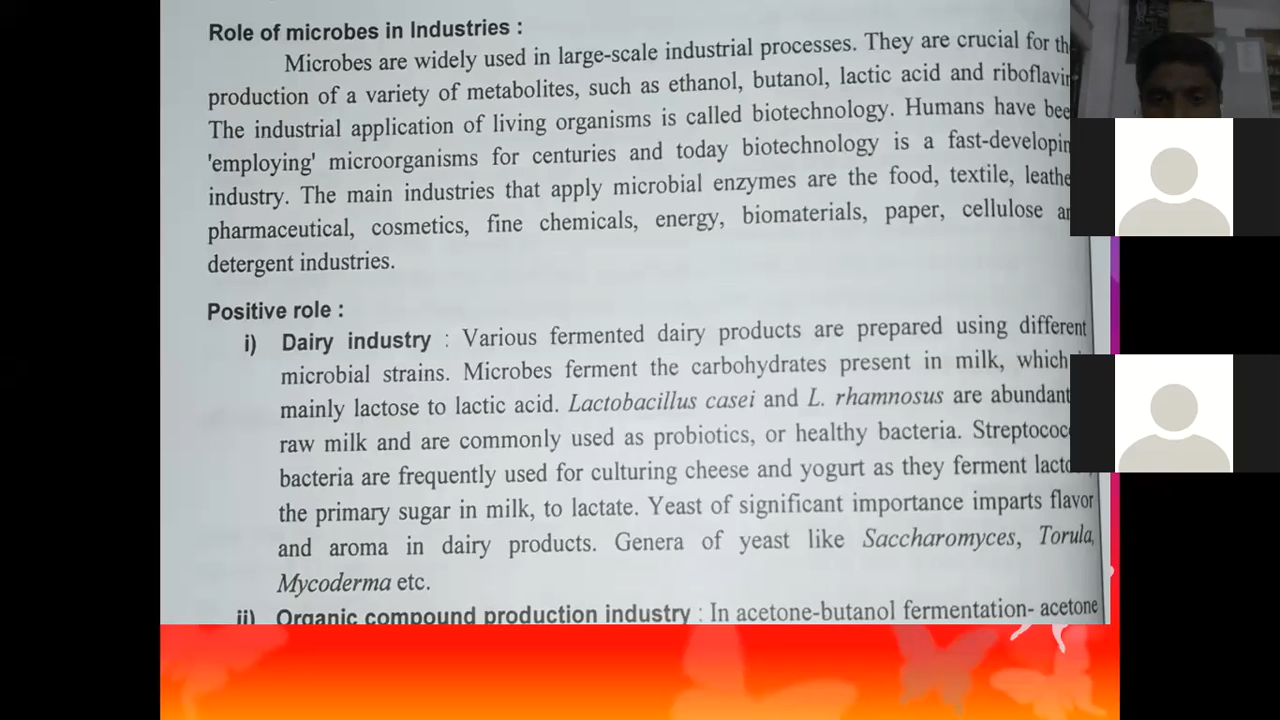 Role of microbes in Industries :
Microbes are widely used in large-scale industrial processes. They are crucial for th
production of a variety of metabolites, such as ethanol, butanol, lactic acid and riboflavin
The industrial application of living organisms is called biotechnology. Humans have bee
'employing' microorganisms for centuries and today biotechnology is a fast-developin
industry. The main industries that apply microbial enzymes are the food, textile, leathe
pharmaceutical, cosmetics, fine chemicals, energy, biomaterials, paper, cellulose an
detergent industries.
Positive role :
i) Dairy industry : Various fermented dairy products are prepared using different
microbial strains. Microbes ferment the carbohydrates present in milk, which
mainly lactose to lactic acid. Lactobacillus casei and L. rhamnosus are abundant
raw milk and are commonly used as probiotics, or healthy bacteria. Streptococ
bacteria are frequently used for culturing cheese and yogurt as they ferment lacto
the primary sugar in milk, to lactate. Yeast of significant importance imparts flavor
and aroma in dairy products. Genera of yeast like Saccharomyces, Torula,
Mycoderma etc.
ii) Organic compound production industry : In acetone-butanol fermentation- acetone